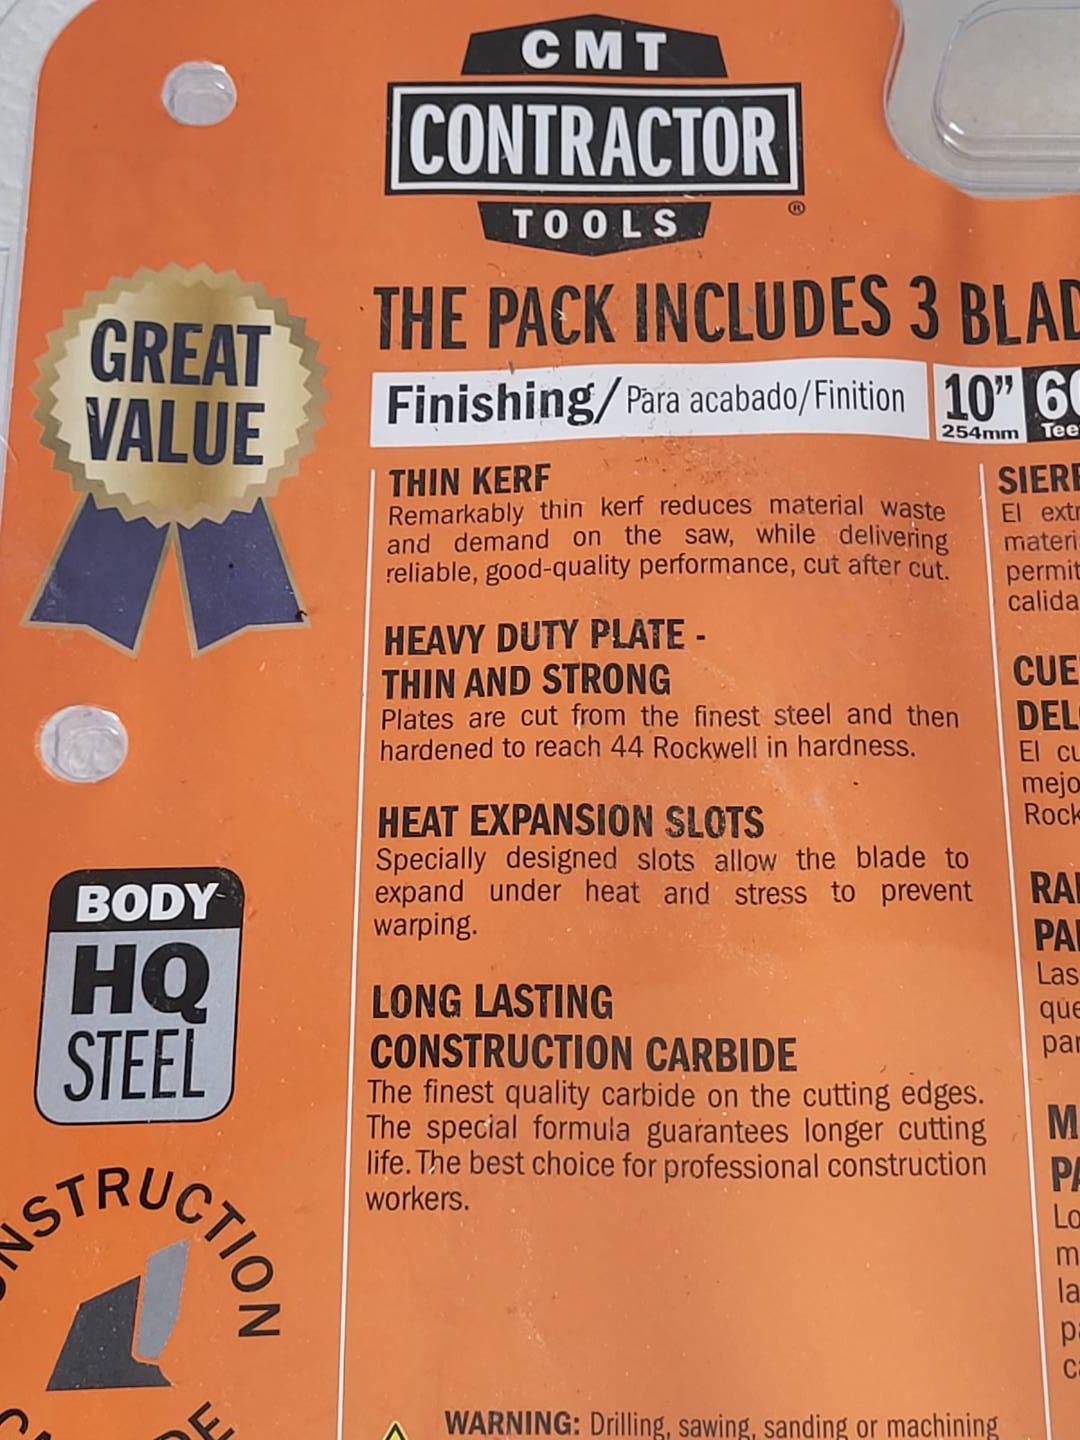 CMT
CONTRACTOR
TOOLS
®
GREAT
VALUE
THE PACK INCLUDES 3
Finishing/Para acabado/Finition
10"
254mm
THIN KERF
Remarkably thin kerf reduces material waste
and demand on the saw, while delivering
reliable, good-quality performance, cut after cut.
HEAVY DUTY PLATE -
THIN AND STRONG
Plates are cut from the finest steel and then
hardened to reach 44 Rockwell in hardness.
HEAT EXPANSION SLOTS
Specially designed slots allow the blade to
expand under heat and stress to prevent
warping.
LONG LASTING
CONSTRUCTION CARBIDE
The finest quality carbide on the cutting edges.
The special formula guarantees longer cutting
life. The best choice for professional construction
workers.
BODY
HQ
STEEL
WARNING: Drilling, sawing, sanding or machining
El
El
Las